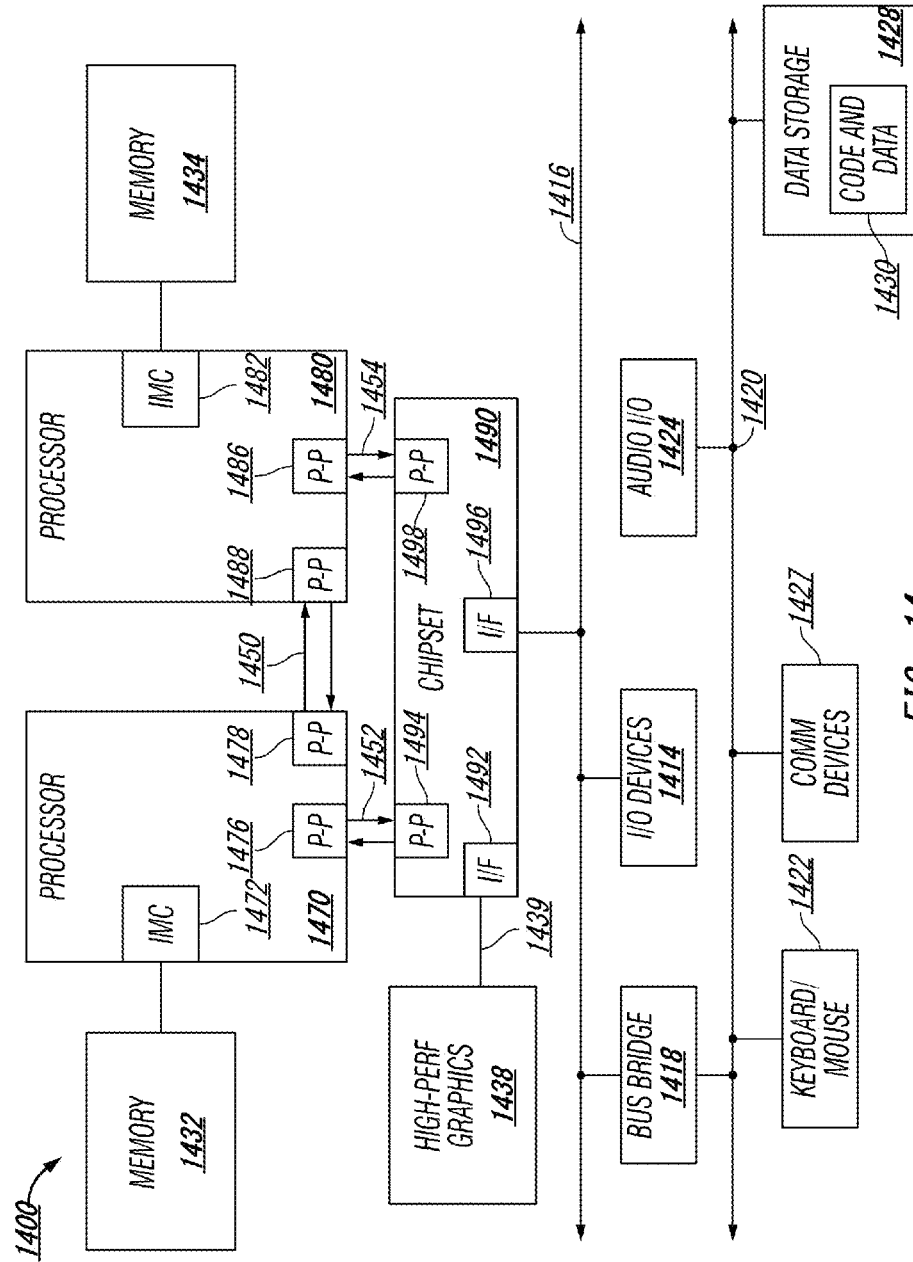 1400
MEMORY
1432
PROCESSOR
IMC
1472
1470
1476
P-P
1478
P-P
1450
PROCESSOR
1488
P-P
1486
P-P
IMC
1482
1480
MEMORY
1434
1452
1454
HIGH-PERF
GRAPHICS
1438
1439
P-P
1494
I/F
1492
CHIPSET
P-P
1498
I/F
1496
1490
1416
BUS BRIDGE
1418
I/O DEVICES
1414
AUDIO I/O
1424
1420
KEYBOARD/
MOUSE
1422
COMM
DEVICES
1427
DATA STORAGE
CODE AND
DATA
1430
1428